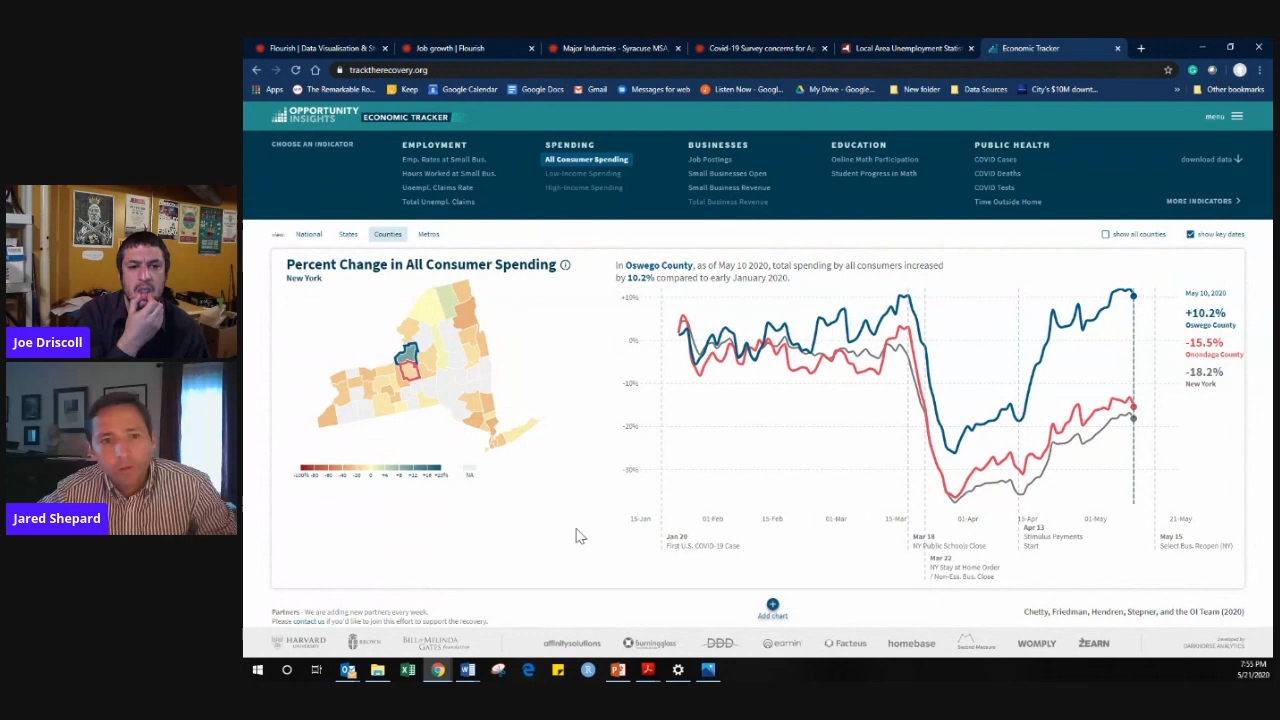 Flourish | Data Visualisation & St
Job growth | Flourish
Major Industries - Syracuse MSA
Covid-19 Survey concerns for Ap
Local Area Unemployment Statis
Economic Tracker
tracktherecovery.org
Apps
The Remarkable Ro...
Keep
Google Calendar
Google Docs
Gmail
Messages for web
Listen Now - Googl...
My Drive - Google...
New folder
Data Sources
City's $10M downt...
Other bookmarks
OPPORTUNITY
INSIGHTS
ECONOMIC TRACKER
menu
CHOOSE AN INDICATOR
EMPLOYMENT
Emp. Rates at Small Bus.
Hours Worked at Small Bus.
Unempl. Claims Rate
Total Unempl. Claims
SPENDING
All Consumer Spending
Low-Income Spending
High-Income Spending
BUSINESSES
Job Postings
Small Businesses Open
Small Business Revenue
Total Business Revenue
EDUCATION
Online Math Participation
Student Progress in Math
PUBLIC HEALTH
COVID Cases
COVID Deaths
COVID Tests
Time Outside Home
download data
MORE INDICATORS
view:
National
States
Counties
Metros
show all counties
show key dates
Percent Change in All Consumer Spending
New York
In Oswego County, as of May 10 2020, total spending by all consumers increased
by 10.2% compared to early January 2020.
+10%
0%
-10%
-20%
-30%
May 10, 2020
+10.2%
Oswego County
-15.5%
Onondaga County
-18.2%
New York
NA
15-Jan
01-Feb
15-Feb
01-Mar
15-Mar
01-Apr
15-Apr
01-May
21-May
Jan 20
First U.S. COVID-19 Case
Mar 18
NY Public Schools Close
Mar 22
NY Stay at Home Order
/ Non-Ess. Bus. Close
Apr 13
Stimulus Payments
Start
May 15
Select Bus. Reopen (NY)
Joe Driscoll
Jared Shepard
Partners - We are adding new partners every week.
Please contact us if you'd like to join this effort to support the recovery.
Add chart
Chetty, Friedman, Hendren, Stepner, and the OI Team (2020)
HARVARD
BROWN
BILL & MELINDA
GATES foundation
affinitysolutions
burningglass
earnin
Facteus
homebase
Second Measure
WOMPLY
ZEARN
Developed by
DARKHORSE ANALYTICS
7:55 PM
5/21/2020